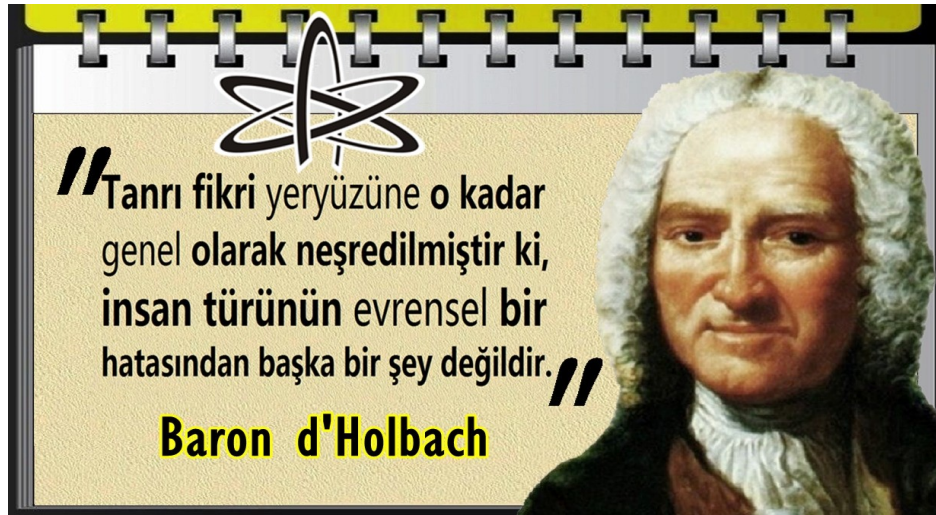 "Tanrı fikri yeryüzüne o kadar
genel olarak neşredilmiştir ki,
insan türünün evrensel bir
hatasından başka bir şey değildir."
Baron d'Holbach